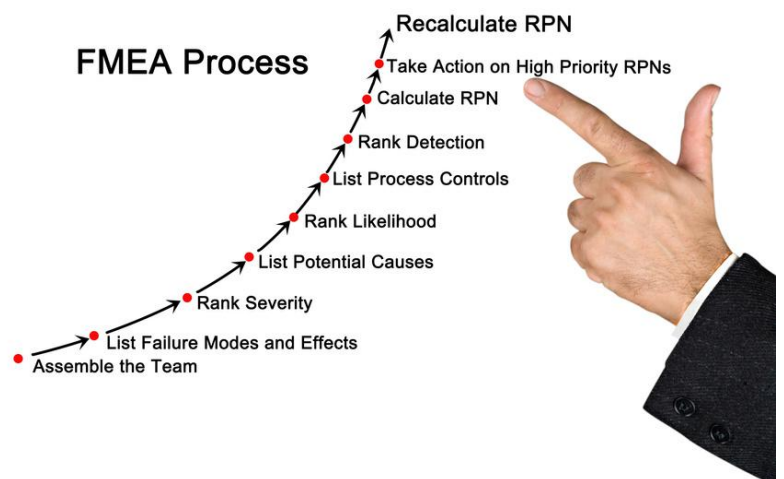 FMEA Process
Recalculate RPN
Take Action on High Priority RPNs
Calculate RPN
Rank Detection
List Process Controls
Rank Likelihood
List Potential Causes
Rank Severity
List Failure Modes and Effects
Assemble the Team